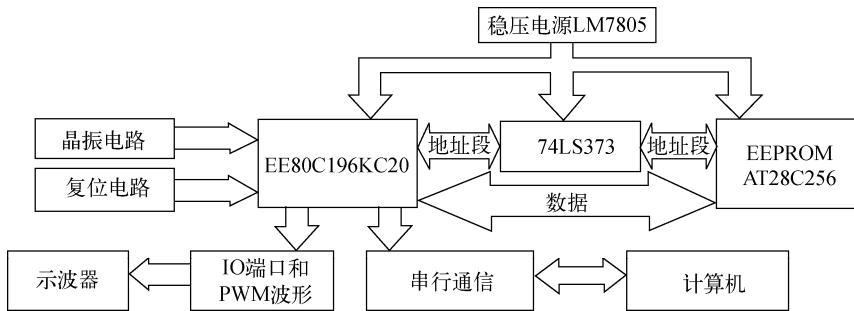 稳压电源LM7805
晶振电路
复位电路
EE80C196KC20
地址段
74LS373
地址段
EEPROM
AT28C256
数据
示波器
IO端口和
PWM波形
串行通信
计算机